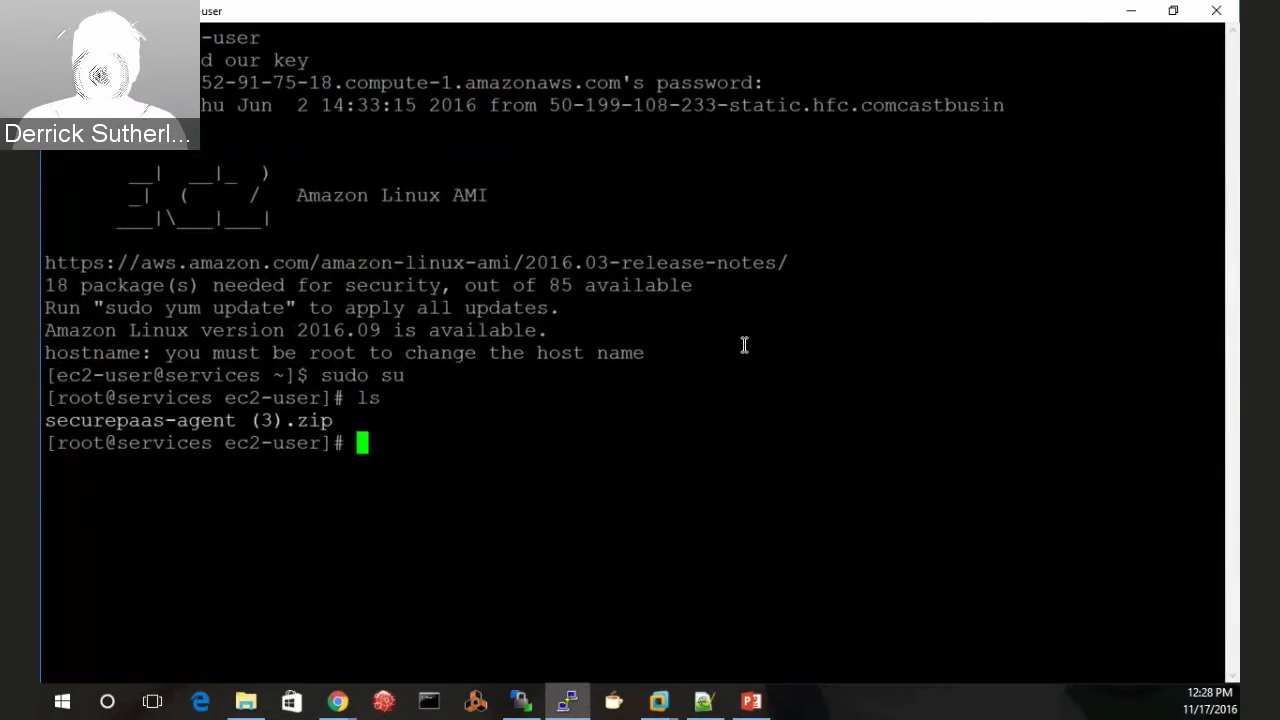 -user
-user
d our key
52-91-75-18.compute-1.amazonaws.com's password:
hu Jun  2 14:33:15 2016 from 50-199-108-233-static.hfc.comcastbusin
Derrick Sutherl...
__|  __|_  )
_|  (     /   Amazon Linux AMI
___|\___|___|
https://aws.amazon.com/amazon-linux-ami/2016.03-release-notes/
18 package(s) needed for security, out of 85 available
Run "sudo yum update" to apply all updates.
Amazon Linux version 2016.09 is available.
hostname: you must be root to change the host name
[ec2-user@services ~]$ sudo su
[root@services ec2-user]# ls
securepaas-agent (3).zip
[root@services ec2-user]#
12:28 PM
11/17/2016